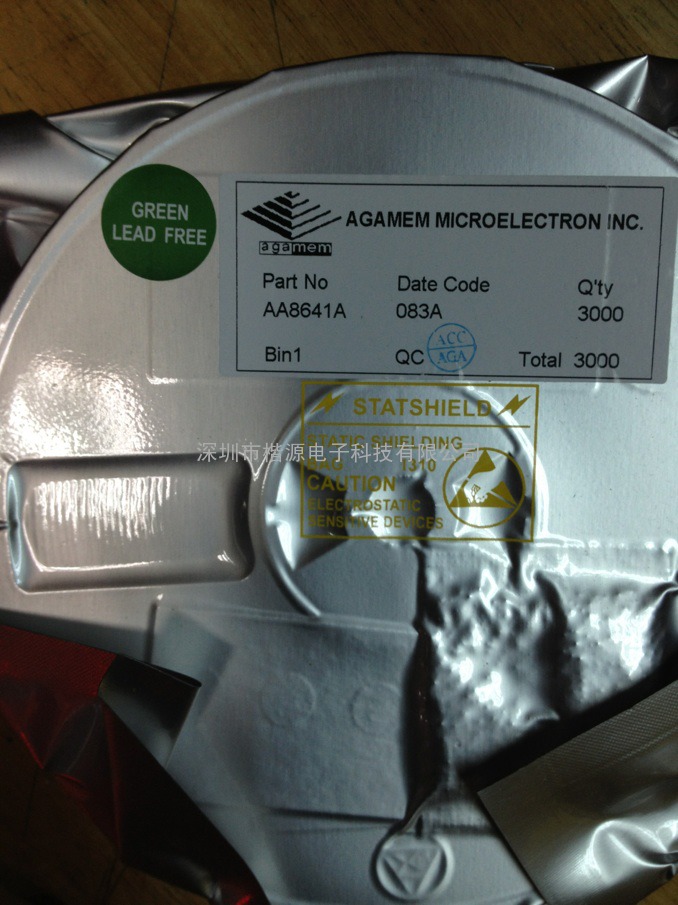 GREEN
LEAD FREE
agamem
AGAMEM MICROELECTRON INC.
Part No Date Code Q'ty
AA8641A 083A 3000
Bin1 QC ACC AGA Total 3000
STATSHIELD
STATIC SHIELDING
BAG 1310
CAUTION
ELECTROSTATIC
SENSITIVE DEVICES
深圳市楷源电子科技有限公司